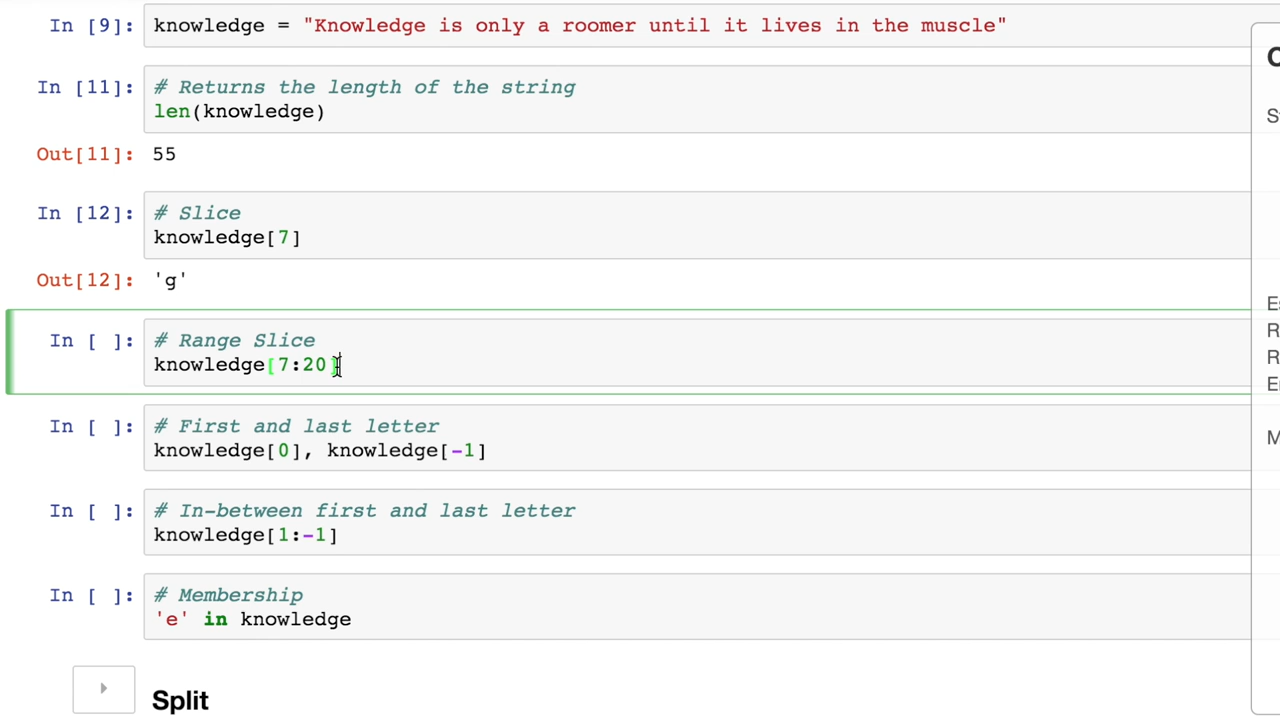 In [9]: knowledge = "Knowledge is only a roomer until it lives in the muscle"
In [11]: # Returns the length of the string
len(knowledge)
Out[11]: 55
In [12]: # Slice
knowledge[7]
Out[12]: 'g'
In [ ]: # Range Slice
knowledge[7:20]
In [ ]: # First and last letter
knowledge[0], knowledge[-1]
In [ ]: # In-between first and last letter
knowledge[1:-1]
In [ ]: # Membership
'e' in knowledge
Split